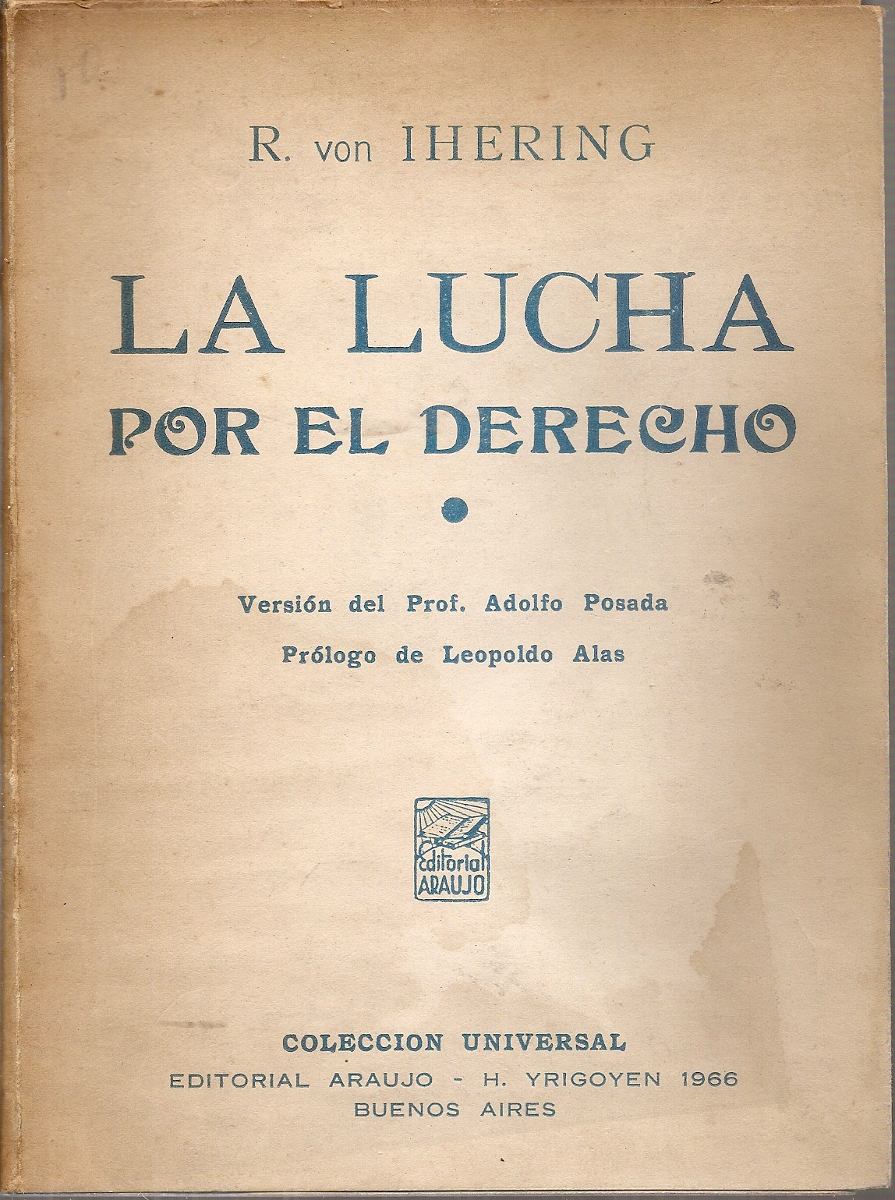 R. von IHERING
LA LUCHA
POR EL DERECHO
Versión del Prof. Adolfo Posada
Prólogo de Leopoldo Alas
Editorial
ARAUJO
COLECCION UNIVERSAL
EDITORIAL ARAUJO - H. YRIGOYEN 1966
BUENOS AIRES